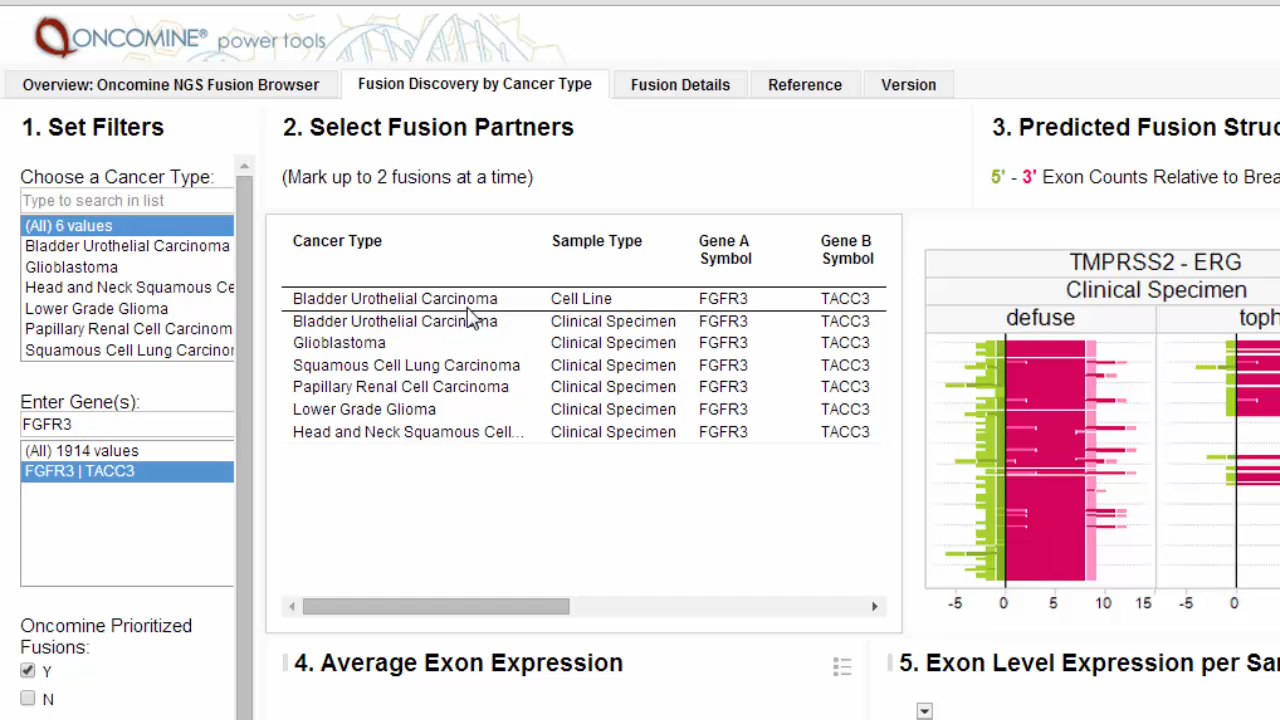 ONCOMINE® power tools
Overview: Oncomine NGS Fusion Browser
Fusion Discovery by Cancer Type
Fusion Details
Reference
Version
1. Set Filters
Choose a Cancer Type:
Type to search in list
(All) 6 values
Bladder Urothelial Carcinoma
Glioblastoma
Head and Neck Squamous Ce
Lower Grade Glioma
Papillary Renal Cell Carcinom
Squamous Cell Lung Carcinor
Enter Gene(s):
FGFR3
(All) 1914 values
FGFR3 | TACC3
Oncomine Prioritized
Fusions:
Y
N
2. Select Fusion Partners
(Mark up to 2 fusions at a time)
Cancer Type Sample Type Gene A Symbol Gene B Symbol
Bladder Urothelial Carcinoma Cell Line FGFR3 TACC3
Bladder Urothelial Carcinoma Clinical Specimen FGFR3 TACC3
Glioblastoma Clinical Specimen FGFR3 TACC3
Squamous Cell Lung Carcinoma Clinical Specimen FGFR3 TACC3
Papillary Renal Cell Carcinoma Clinical Specimen FGFR3 TACC3
Lower Grade Glioma Clinical Specimen FGFR3 TACC3
Head and Neck Squamous Cell... Clinical Specimen FGFR3 TACC3
3. Predicted Fusion Struc
5' - 3' Exon Counts Relative to Brea
TMPRSS2 - ERG
Clinical Specimen
defuse toph
-5 0 5 10 15 -5 0
4. Average Exon Expression
5. Exon Level Expression per Sa